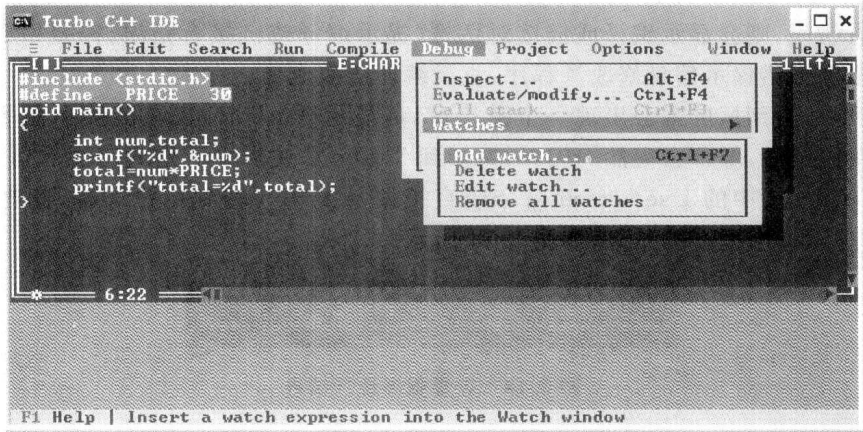 Turbo C++ IDE
≡ File Edit Search Run Compile Debug Project Options Window Help
E:CHAR 1=[↑]
#include <stdio.h>
#define PRICE 30
void main()
{
int num,total;
scanf("%d",&num);
total=num*PRICE;
printf("total=%d",total);
}
Inspect... Alt+F4
Evaluate/modify... Ctrl+F4
Call stack... Ctrl+F3
Watches
Add watch... Ctrl+F7
Delete watch
Edit watch...
Remove all watches
6:22
F1 Help | Insert a watch expression into the Watch window